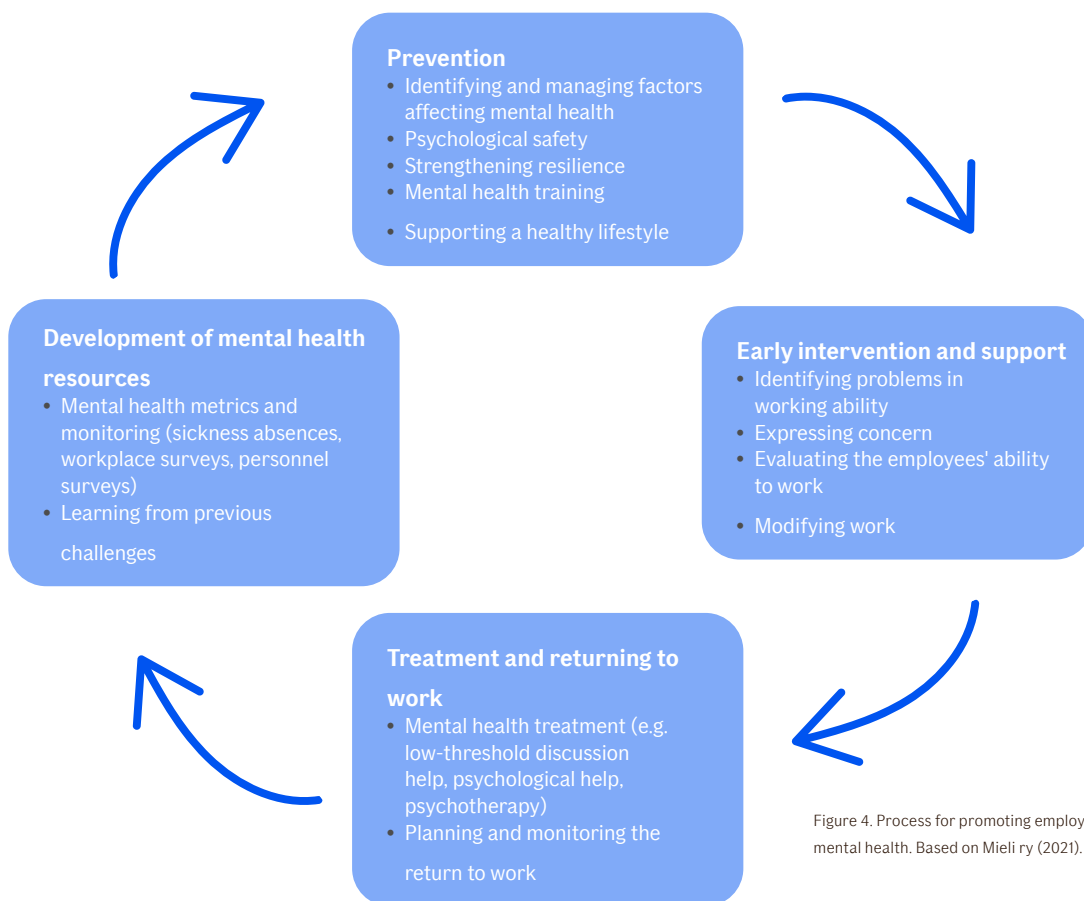 Prevention
• Identifying and managing factors
affecting mental health
• Psychological safety
• Strengthening resilience
• Mental health training
• Supporting a healthy lifestyle
Early intervention and support
• Identifying problems in
working ability
• Expressing concern
• Evaluating the employees' ability
to work
• Modifying work
Treatment and returning to
work
• Mental health treatment (e.g.
low-threshold discussion
help, psychological help,
psychotherapy)
• Planning and monitoring the
return to work
Development of mental health
resources
• Mental health metrics and
monitoring (sickness absences,
workplace surveys, personnel
surveys)
• Learning from previous
challenges
Figure 4. Process for promoting employ
mental health. Based on Mieli ry (2021).